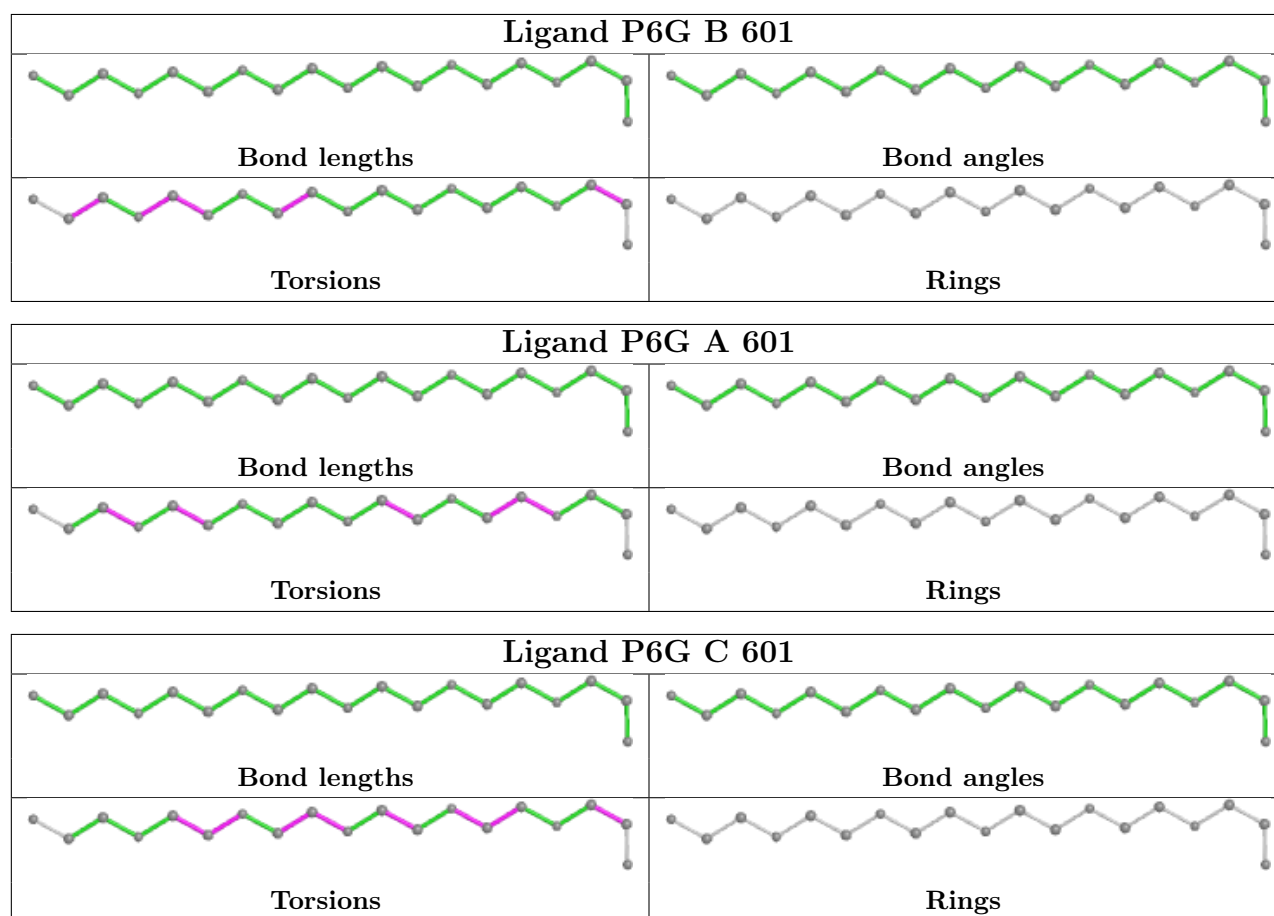 Ligand P6G B 601
Bond lengths Bond angles
Torsions Rings
Ligand P6G A 601
Bond lengths Bond angles
Torsions Rings
Ligand P6G C 601
Bond lengths Bond angles
Torsions Rings